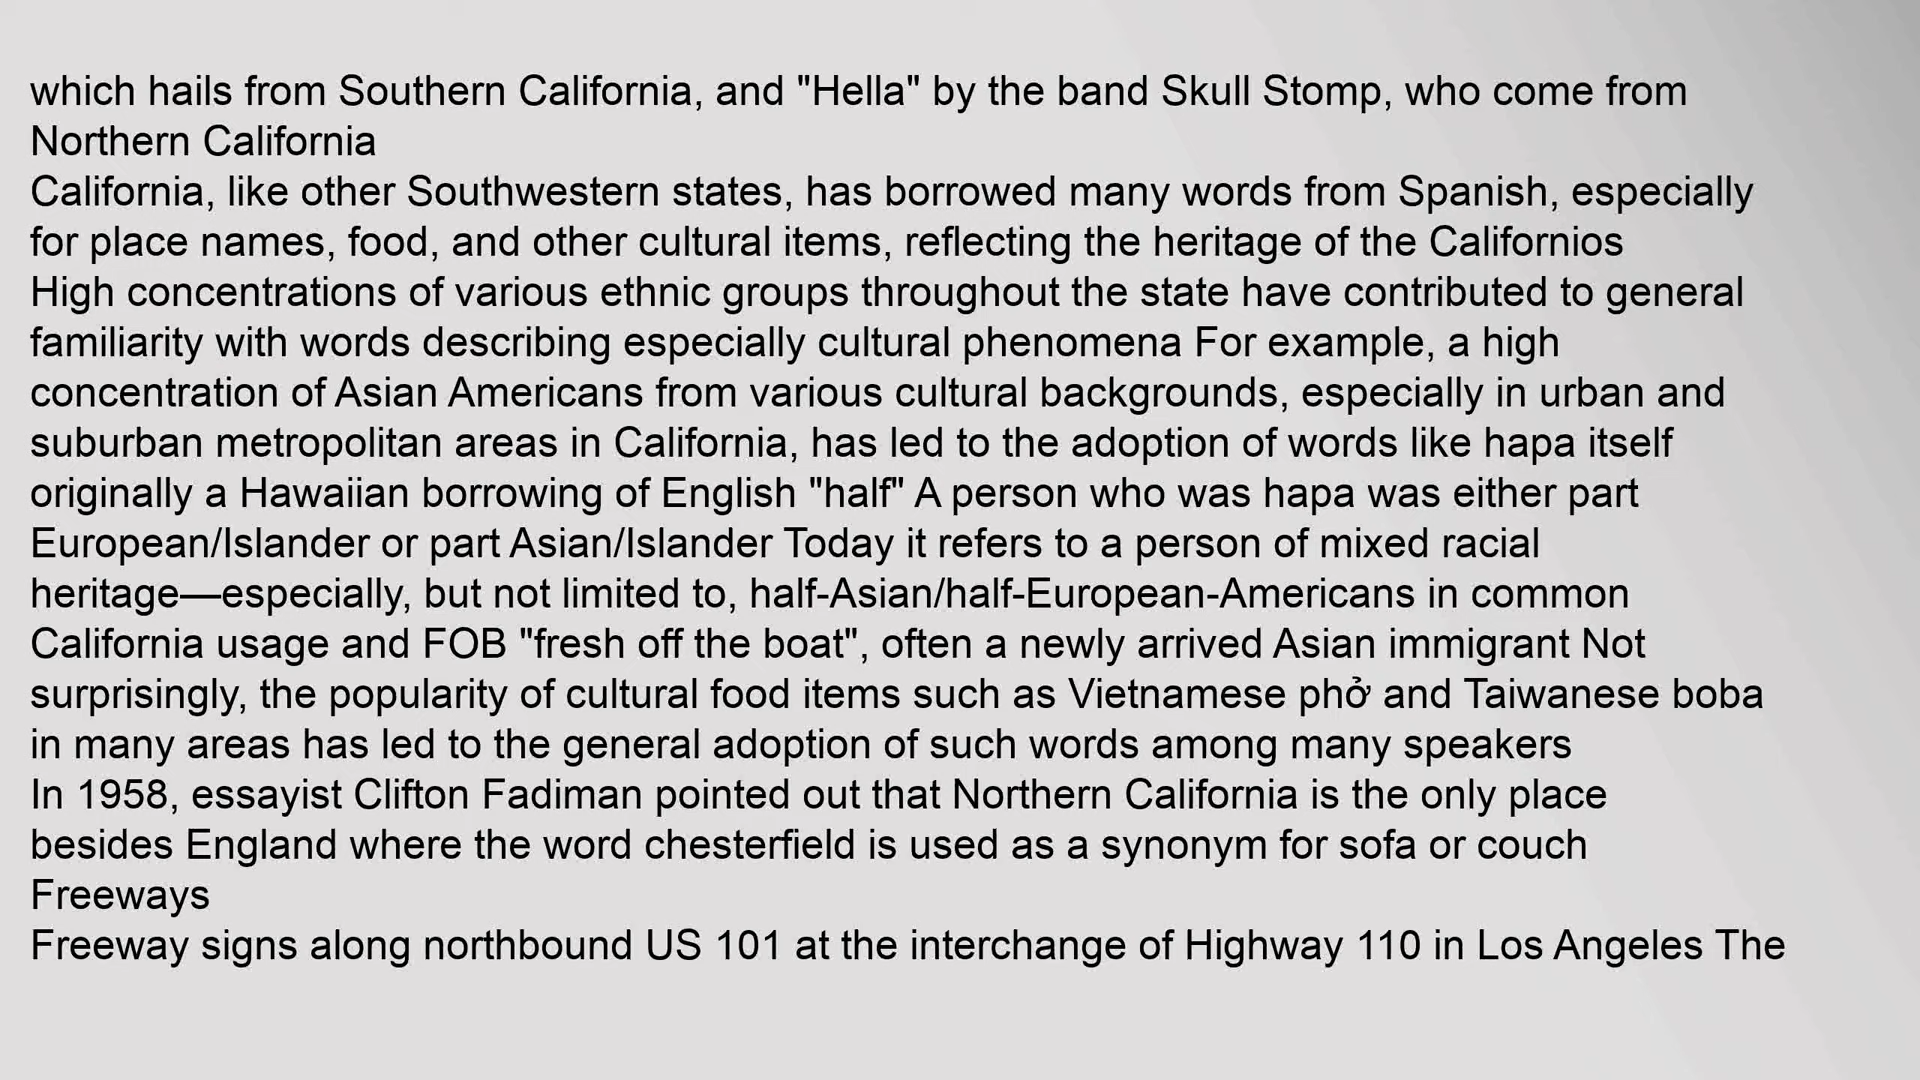 which hails from Southern California, and "Hella" by the band Skull Stomp, who come from
Northern California
California, like other Southwestern states, has borrowed many words from Spanish, especially
for place names, food, and other cultural items, reflecting the heritage of the Californios
High concentrations of various ethnic groups throughout the state have contributed to general
familiarity with words describing especially cultural phenomena For example, a high
concentration of Asian Americans from various cultural backgrounds, especially in urban and
suburban metropolitan areas in California, has led to the adoption of words like hapa itself
originally a Hawaiian borrowing of English "half" A person who was hapa was either part
European/Islander or part Asian/Islander Today it refers to a person of mixed racial
heritage—especially, but not limited to, half-Asian/half-European-Americans in common
California usage and FOB "fresh off the boat", often a newly arrived Asian immigrant Not
surprisingly, the popularity of cultural food items such as Vietnamese phở and Taiwanese boba
in many areas has led to the general adoption of such words among many speakers
In 1958, essayist Clifton Fadiman pointed out that Northern California is the only place
besides England where the word chesterfield is used as a synonym for sofa or couch
Freeways
Freeway signs along northbound US 101 at the interchange of Highway 110 in Los Angeles The